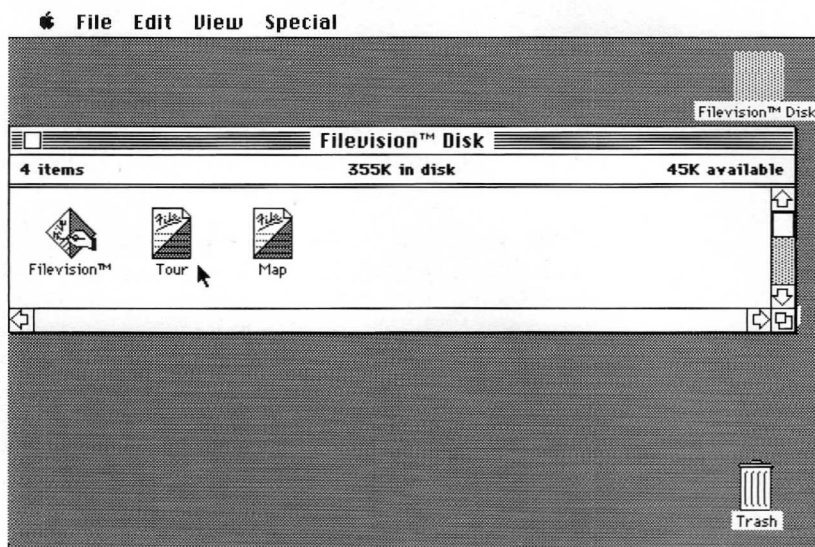 File Edit View Special
Filevision™ Disk
Filevision™ Disk
4 items 355K in disk 45K available
Filevision™ Tour Map
Trash